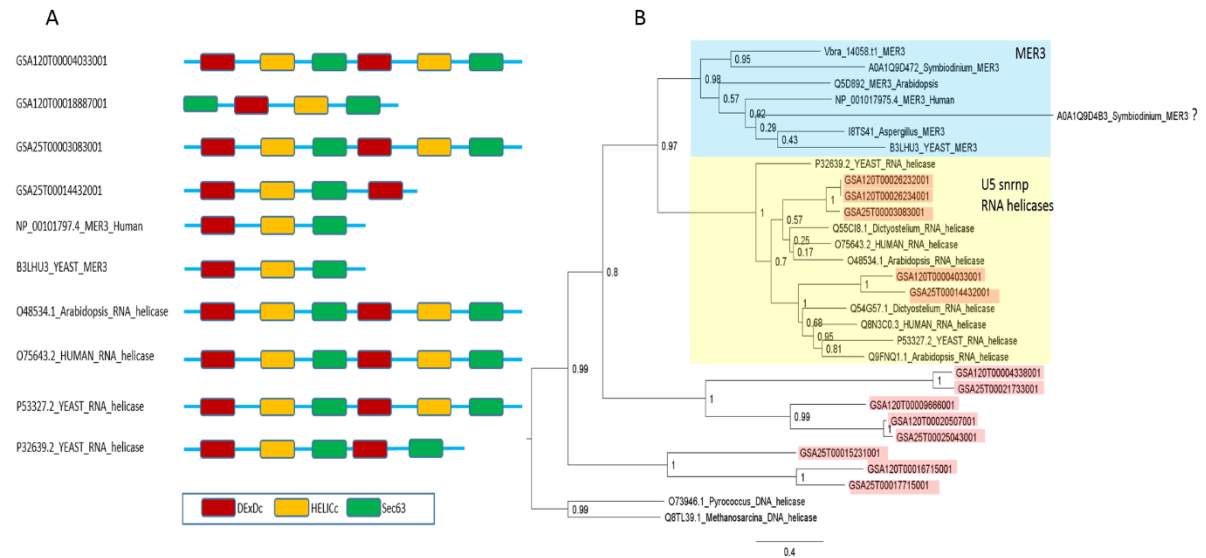 A
GSA120T00004033001
GSA120T00018887001
GSA25T00003083001
GSA25T00014432001
NP_00101797.4_MER3_Human
B3LHU3_YEAST_MER3
O48534.1_Arabidopsis_RNA_helicase
O75643.2_HUMAN_RNA_helicase
P53327.2_YEAST_RNA_helicase
P32639.2_YEAST_RNA_helicase
DExDc
HELICc
Sec63
B
MER3
Vbra_14058.t1_MER3
0.95
A0A1Q9D472_Symbiodinium_MER3
0.98
Q5D892_MER3_Arabidopsis
0.57
NP_001017975.4_MER3_Human
0.92
A0A1Q9D4B3_Symbiodinium_MER3 ?
0.29
I8TS41_Aspergillus_MER3
0.43
B3LHU3_YEAST_MER3
0.97
P32639.2_YEAST_RNA_helicase
U5 snrnp
RNA helicases
GSA120T00026232001
1
GSA120T00026234001
1
GSA25T00003083001
0.57
Q55CI8.1_Dictyostelium_RNA_helicase
0.25
O75643.2_HUMAN_RNA_helicase
0.17
0.7
O48534.1_Arabidopsis_RNA_helicase
0.8
GSA120T00004033001
1
GSA25T00014432001
1
Q54G57.1_Dictyostelium_RNA_helicase
0.68
Q8N3C0.3_HUMAN_RNA_helicase
0.95
P53327.2_YEAST_RNA_helicase
0.81
Q9FNQ1.1_Arabidopsis_RNA_helicase
0.99
GSA120T00004338001
1
GSA25T00021733001
1
GSA120T00009666001
0.99
GSA120T00020507001
1
GSA25T00025043001
GSA25T00015231001
1
GSA120T00016715001
1
GSA25T00017715001
O73946.1_Pyrococcus_DNA_helicase
0.99
Q8TL39.1_Methanosarcina_DNA_helicase
0.4